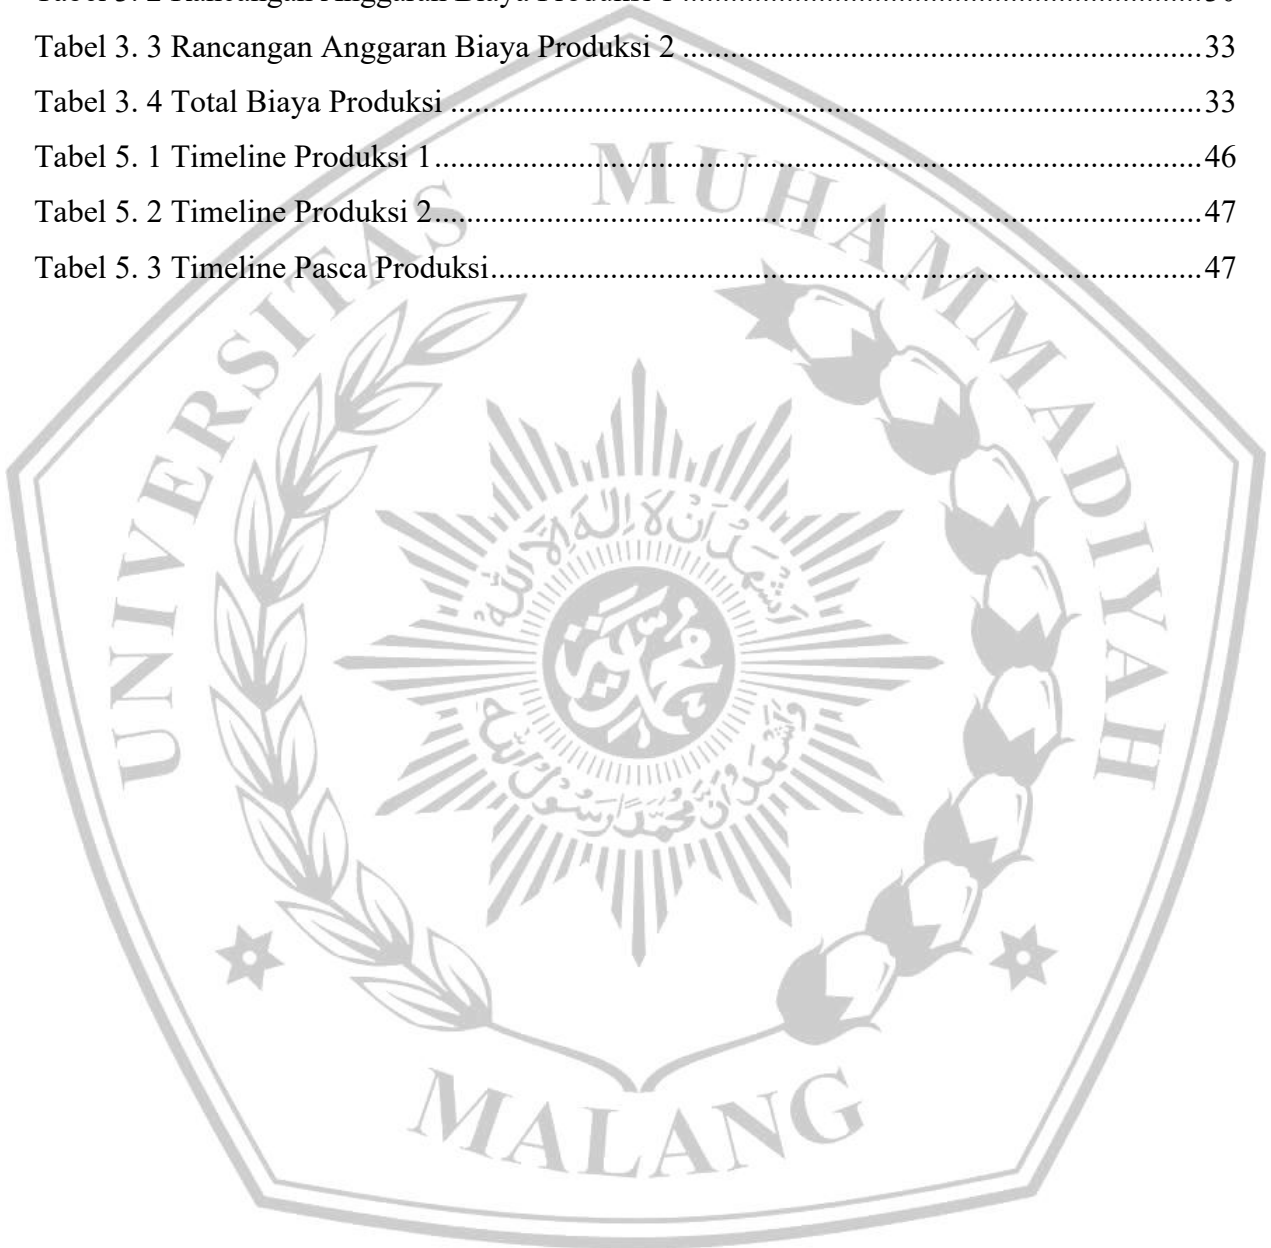 Tabel 3. 3 Rancangan Anggaran Biaya Produksi 2 ........ 33
Tabel 3. 4 Total Biaya Produksi ........ 33
Tabel 5. 1 Timeline Produksi 1 ........ 46
Tabel 5. 2 Timeline Produksi 2 ........ 47
Tabel 5. 3 Timeline Pasca Produksi ........ 47
UNIVERSITAS MUHAMMADIYAH
MALANG